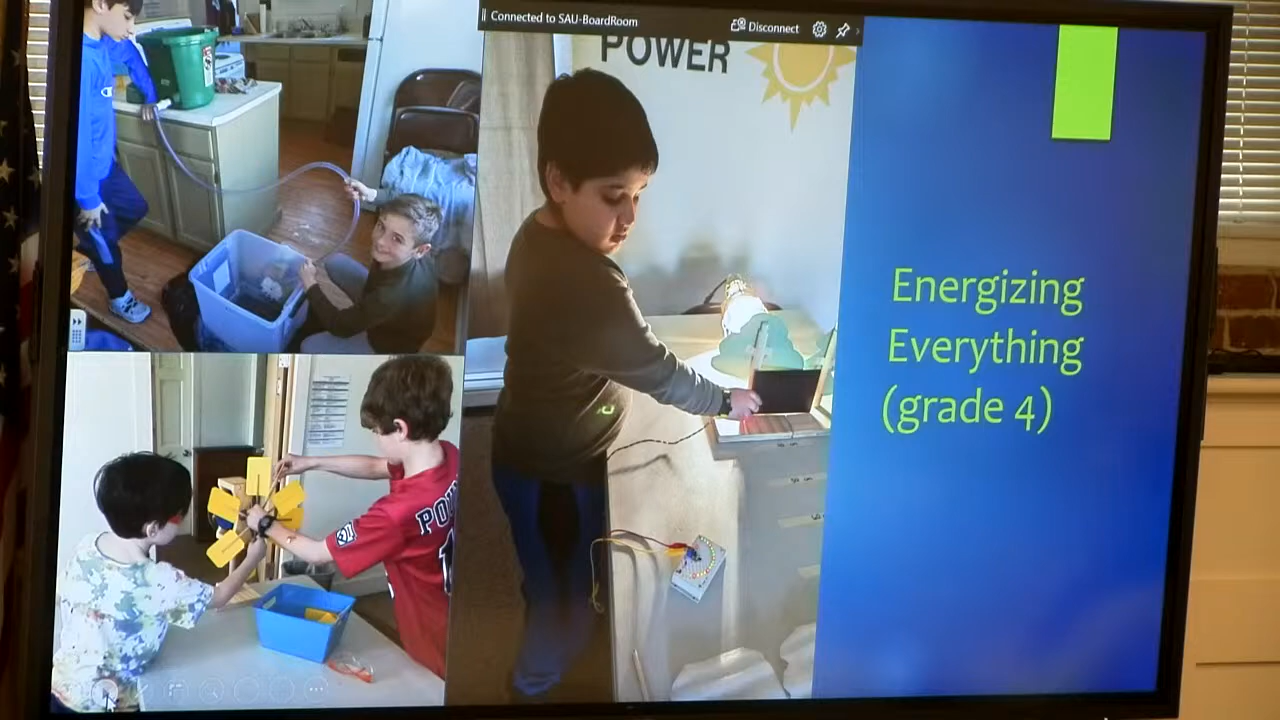 Connected to SAU-BoardRoom
Disconnect
POWER
Energizing
Everything
(grade 4)